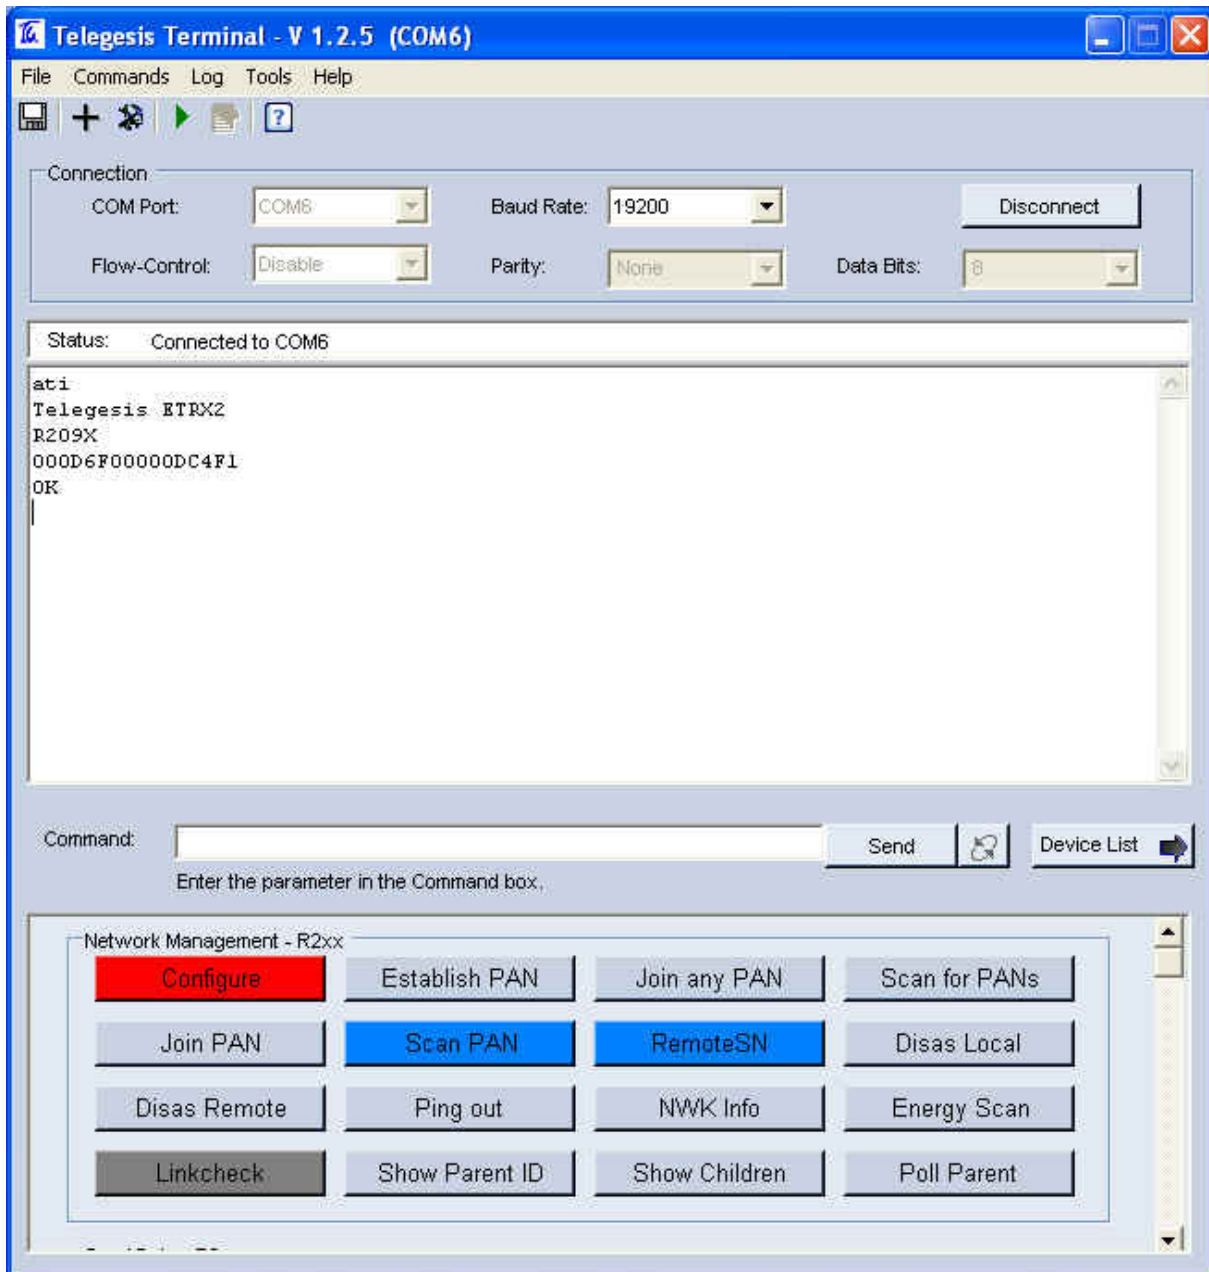 Telegesis Terminal - V 1.2.5 (COM6)
File Commands Log Tools Help
Connection
COM Port: COM6 Baud Rate: 19200 Disconnect
Flow-Control: Disable Parity: None Data Bits: 8
Status: Connected to COM6
ati
Telegesis ETRX2
R209X
000D6F00000DC4F1
OK
Command: Send Device List
Enter the parameter in the Command box.
Network Management - R2xx
Configure Establish PAN Join any PAN Scan for PANs
Join PAN Scan PAN RemoteSN Disas Local
Disas Remote Ping out NWK Info Energy Scan
Linkcheck Show Parent ID Show Children Poll Parent